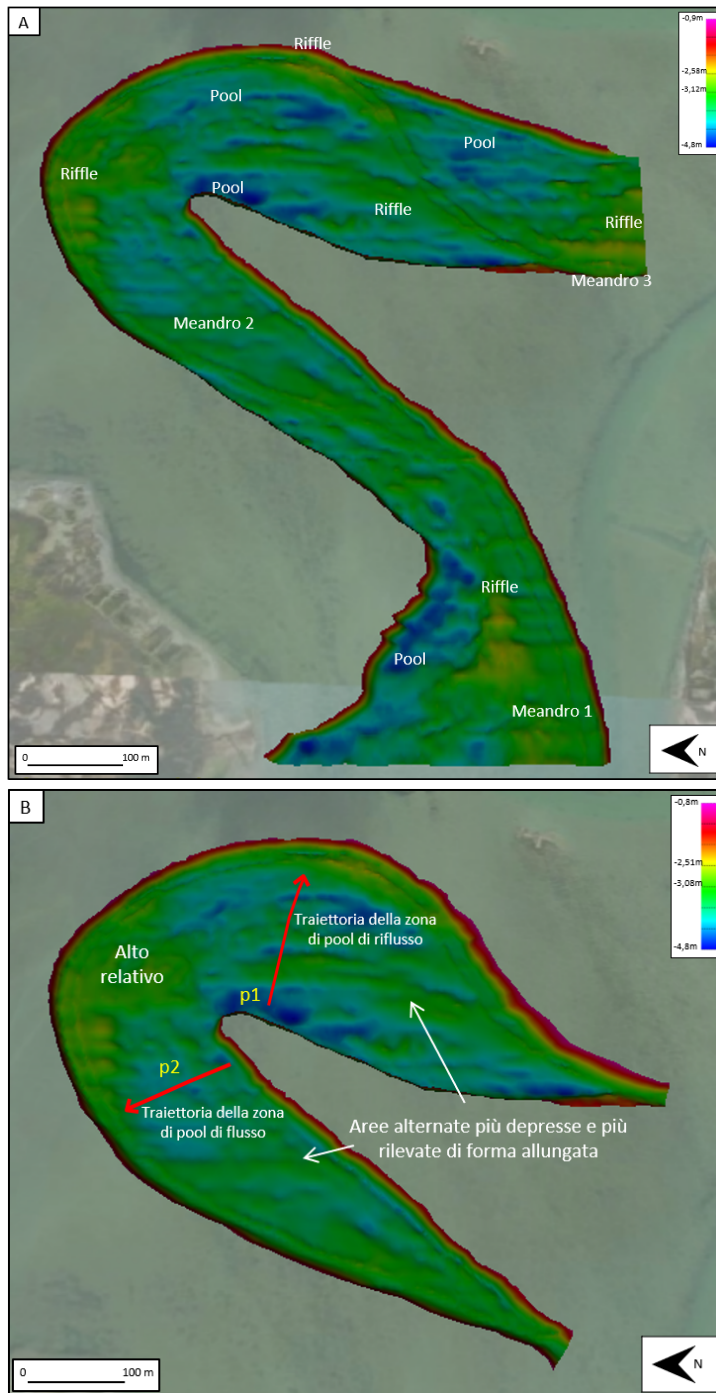 A
Riffle
-0,9m
-2,58m
-3,12m
-4,8m
Pool
Pool
Riffle
Pool
Riffle
Riffle
Meandro 3
Meandro 2
Riffle
Pool
Meandro 1
0
100 m
N
B
-0,8m
-2,51m
-3,08m
-4,8m
Traiettoria della zona
di pool di riflusso
Alto
relativo
p1
p2
Traiettoria della zona
di pool di flusso
Aree alternate più depresse e più
rilevate di forma allungata
0
100 m
N